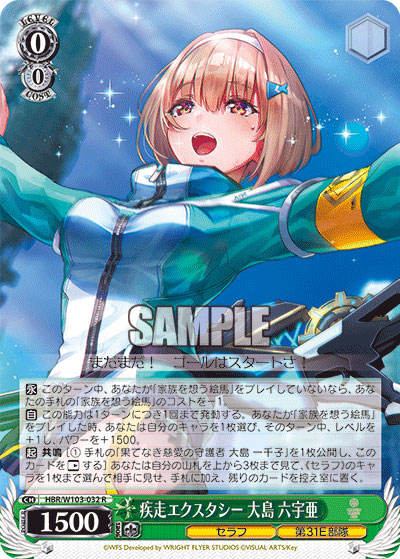 LEVEL
0
0
COST
SAMPLE
まだまだ! ゴールはスタートさ!
永 このターン中、あなたが「家族を想う絵馬」をプレイしていないなら、あな
たの手札の「家族を想う絵馬」のコストを-1。
自 この能力は1ターンにつき1回まで発動する。あなたが「家族を想う絵馬」
をプレイした時、あなたは自分のキャラを1枚選び、そのターン中、レベルを
+1し、パワーを+1500。
起 共鳴 [① 手札の「果てなき慈愛の守護者 大島 一千子」を1枚公開し、この
カードを する] あなたは自分の山札を上から3枚まで見て、《セラフ》のキャ
ラを1枚まで選んで相手に見せ、手札に加え、残りのカードを控え室に置く。
CH HBR/W103-032 R
1500
疾走エクスタシー 大島 六宇亜
セラフ 第31E部隊
©WFS Developed by WRIGHT FLYER STUDIOS ©VISUAL ARTS/Key